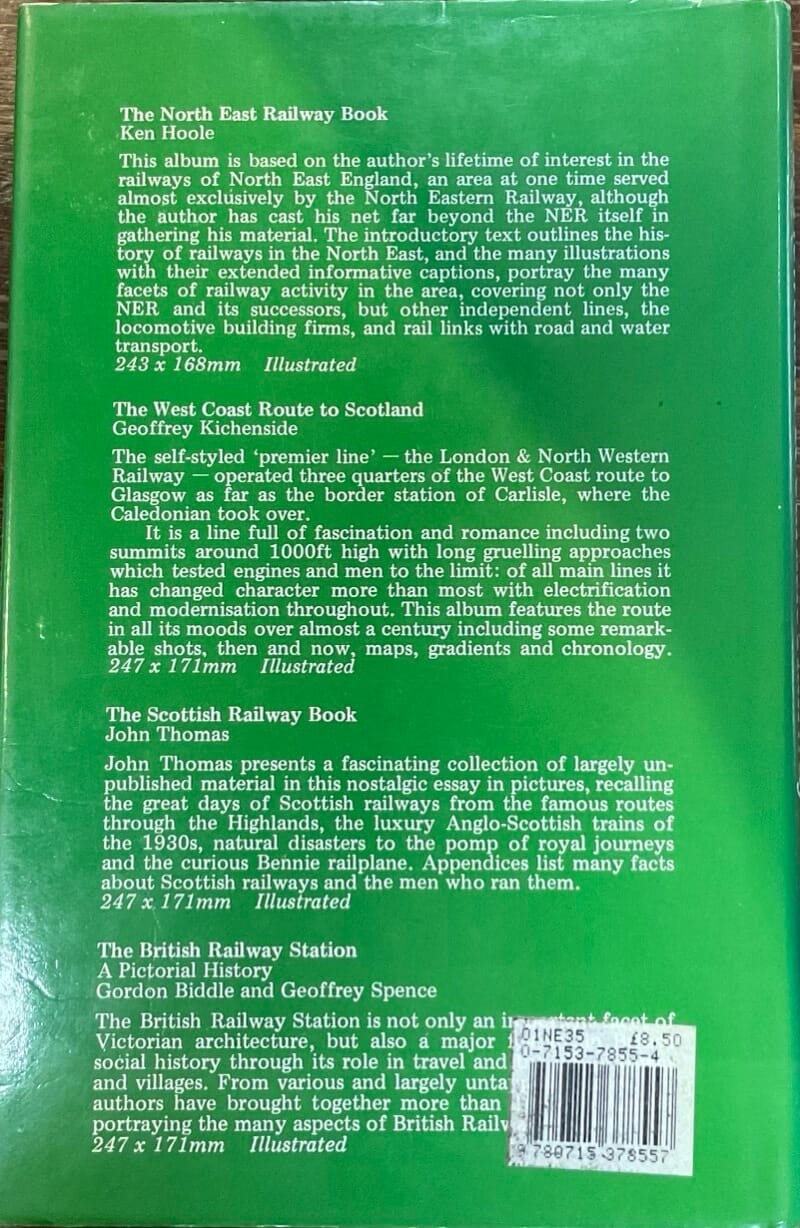 The North East Railway Book
Ken Hoole
This album is based on the author's lifetime of interest in the
railways of North East England, an area at one time served
almost exclusively by the North Eastern Railway, although
the author has cast his net far beyond the NER itself in
gathering his material. The introductory text outlines the his-
tory of railways in the North East, and the many illustrations
with their extended informative captions, portray the many
facets of railway activity in the area, covering not only the
NER and its successors, but other independent lines, the
locomotive building firms, and rail links with road and water
transport.
243 x 168mm Illustrated
The West Coast Route to Scotland
Geoffrey Kichenside
The self-styled ‘premier line’ — the London & North Western
Railway — operated three quarters of the West Coast route to
Glasgow as far as the border station of Carlisle, where the
Caledonian took over.
It is a line full of fascination and romance including two
summits around 1000ft high with long gruelling approaches
which tested engines and men to the limit: of all main lines it
has changed character more than most with electrification
and modernisation throughout. This album features the route
in all its moods over almost a century including some remark-
able shots, then and now, maps, gradients and chronology.
247 x 171mm Illustrated
The Scottish Railway Book
John Thomas
John Thomas presents a fascinating collection of largely un-
published material in this nostalgic essay in pictures, recalling
the great days of Scottish railways from the famous routes
through the Highlands, the luxury Anglo-Scottish trains of
the 1930s, natural disasters to the pomp of royal journeys
and the curious Bennie railplane. Appendices list many facts
about Scottish railways and the men who ran them.
247 x 171mm Illustrated
The British Railway Station
A Pictorial History
Gordon Biddle and Geoffrey Spence
The British Railway Station is not only an important facet of
Victorian architecture, but also a major
social history through its role in travel and
and villages. From various and largely
authors have brought together more than
portraying the many aspects of British
247 x 171mm Illustrated
01NE35 £8.50
0-7153-7855-4
9 780715 378557